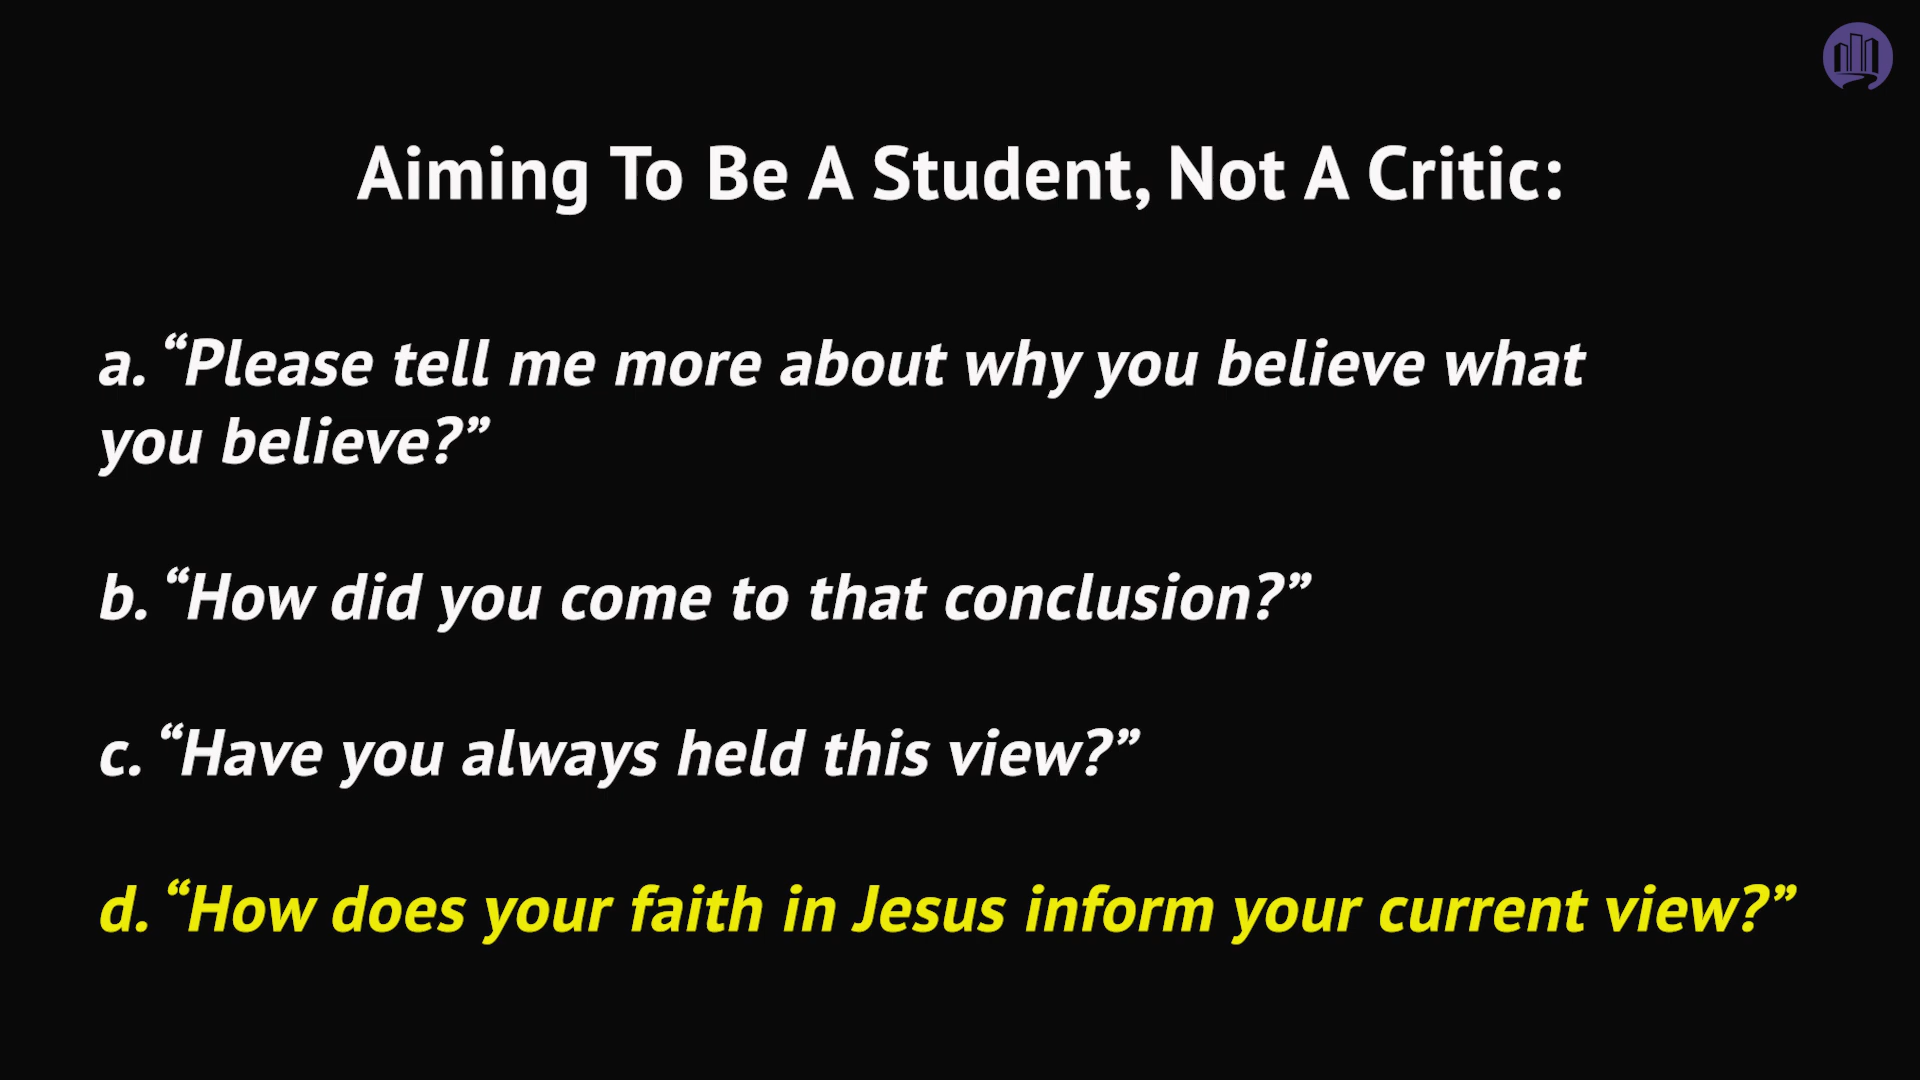 Aiming To Be A Student, Not A Critic:
a. “Please tell me more about why you believe what
you believe?”
b. “How did you come to that conclusion?”
c. “Have you always held this view?”
d. “How does your faith in Jesus inform your current view?”